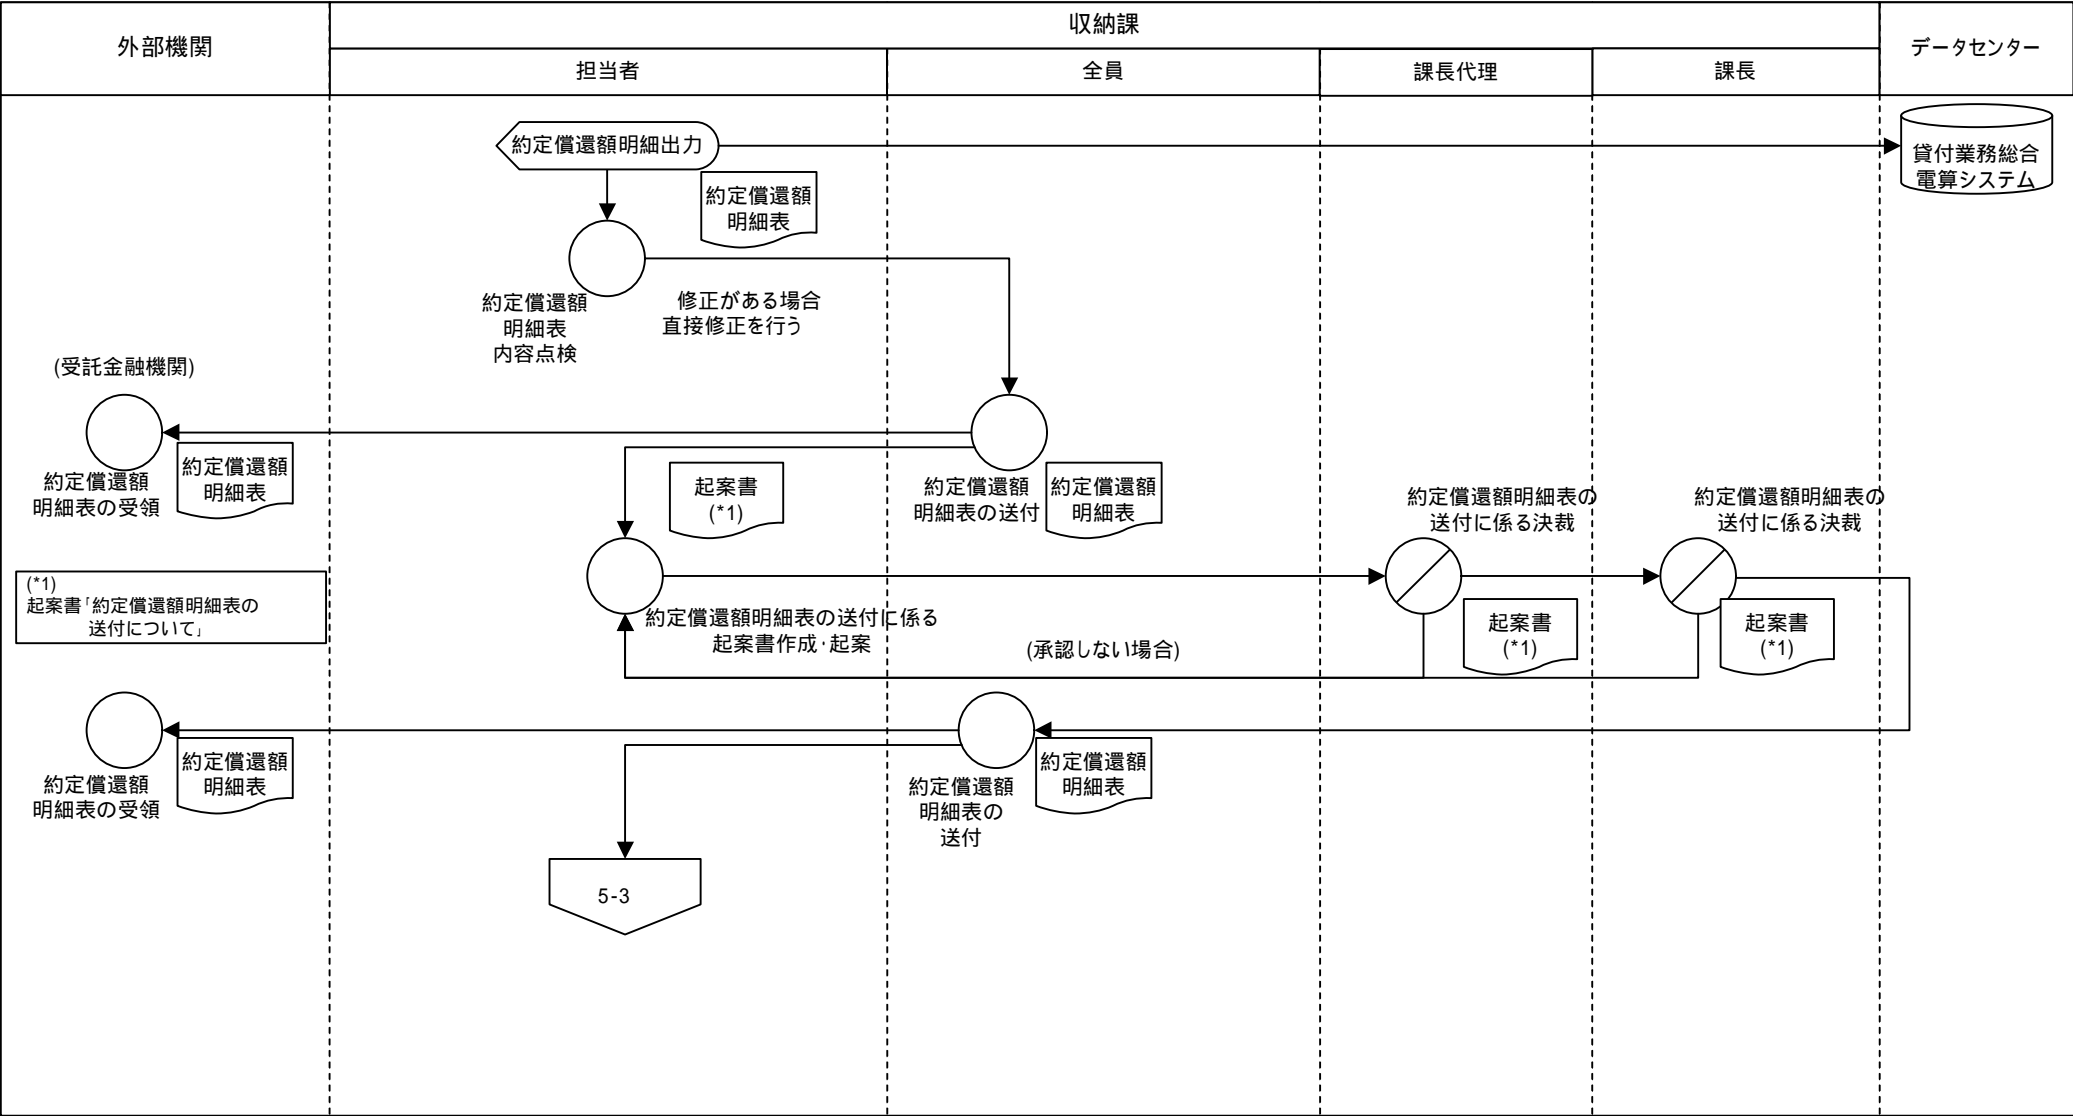 外部機関
収納課
データセンター
担当者
全員
課長代理
課長
約定償還額明細出力
貸付業務総合
電算システム
約定償還額
明細表
約定償還額
明細表
内容点検
修正がある場合
直接修正を行う
(受託金融機関)
約定償還額
明細表の受領
約定償還額
明細表
起案書
(*1)
約定償還額
明細表の送付
約定償還額
明細表
約定償還額明細表の
送付に係る決裁
約定償還額明細表の
送付に係る決裁
(*1)
起案書「約定償還額明細表の
送付について」
約定償還額明細表の送付に係る
起案書作成・起案
(承認しない場合)
起案書
(*1)
起案書
(*1)
約定償還額
明細表の受領
約定償還額
明細表
約定償還額
明細表の
送付
約定償還額
明細表
5-3